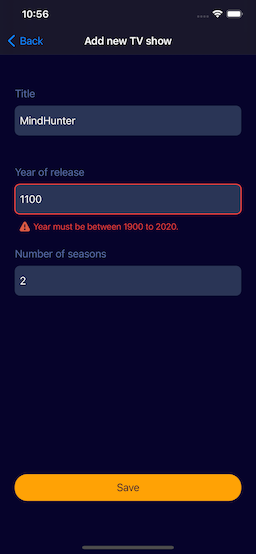 10:56
Back
Add new TV show
Title
MindHunter
Year of release
1100
Year must be between 1900 to 2020.
Number of seasons
2
Save